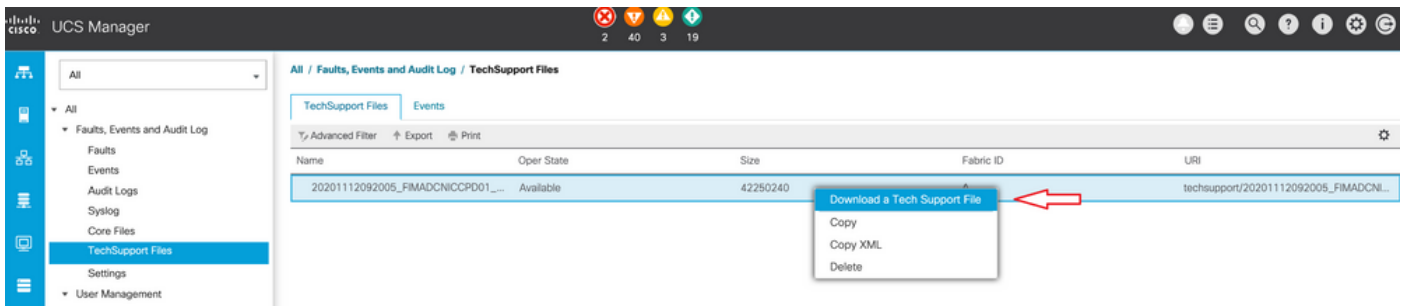 cisco UCS Manager
2 40 3 19
All
All / Faults, Events and Audit Log / TechSupport Files
All
Faults, Events and Audit Log
Faults
Events
Audit Logs
Syslog
Core Files
TechSupport Files
Settings
User Management
TechSupport Files Events
Advanced Filter Export Print
Name Oper State Size Fabric ID URI
20201112092005_FIMADCNICCPD01_... Available 42250240 techsupport/20201112092005_FIMADCNI...
Download a Tech Support File
Copy
Copy XML
Delete